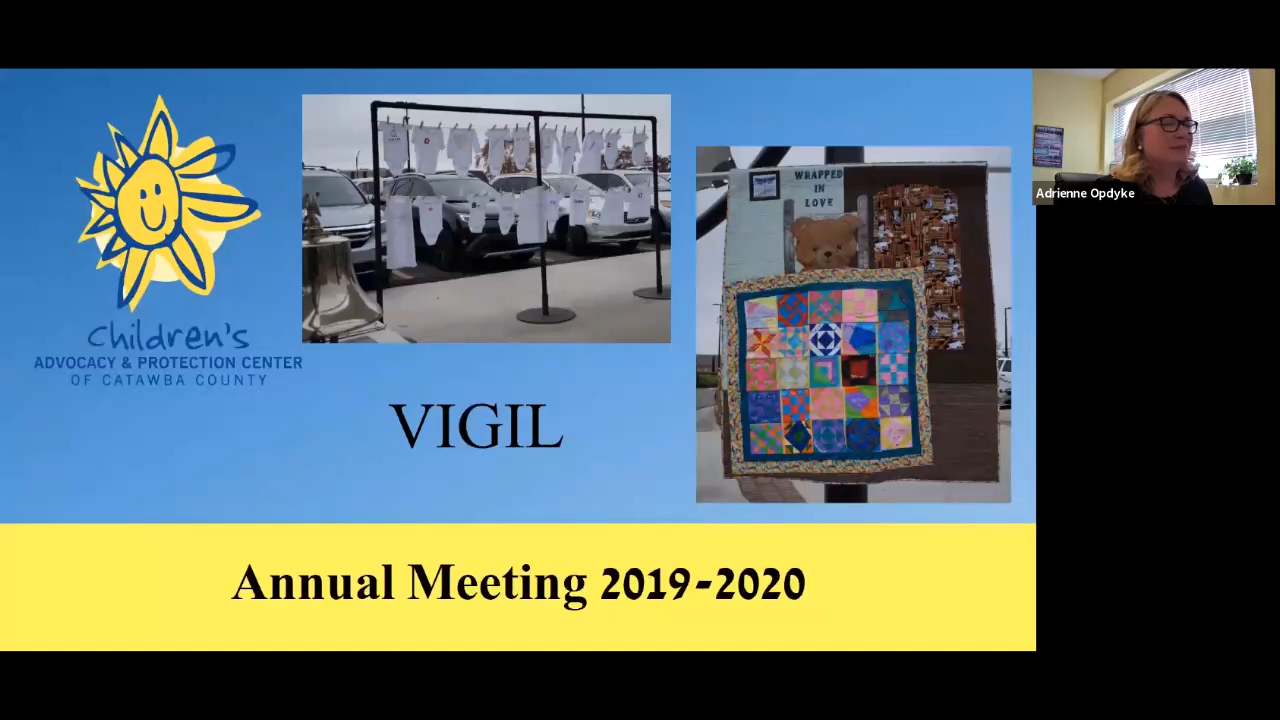 Children's
ADVOCACY & PROTECTION CENTER
OF CATAWBA COUNTY
WRAPPED
IN
LOVE
VIGIL
Annual Meeting 2019-2020
Adrienne Opdyke